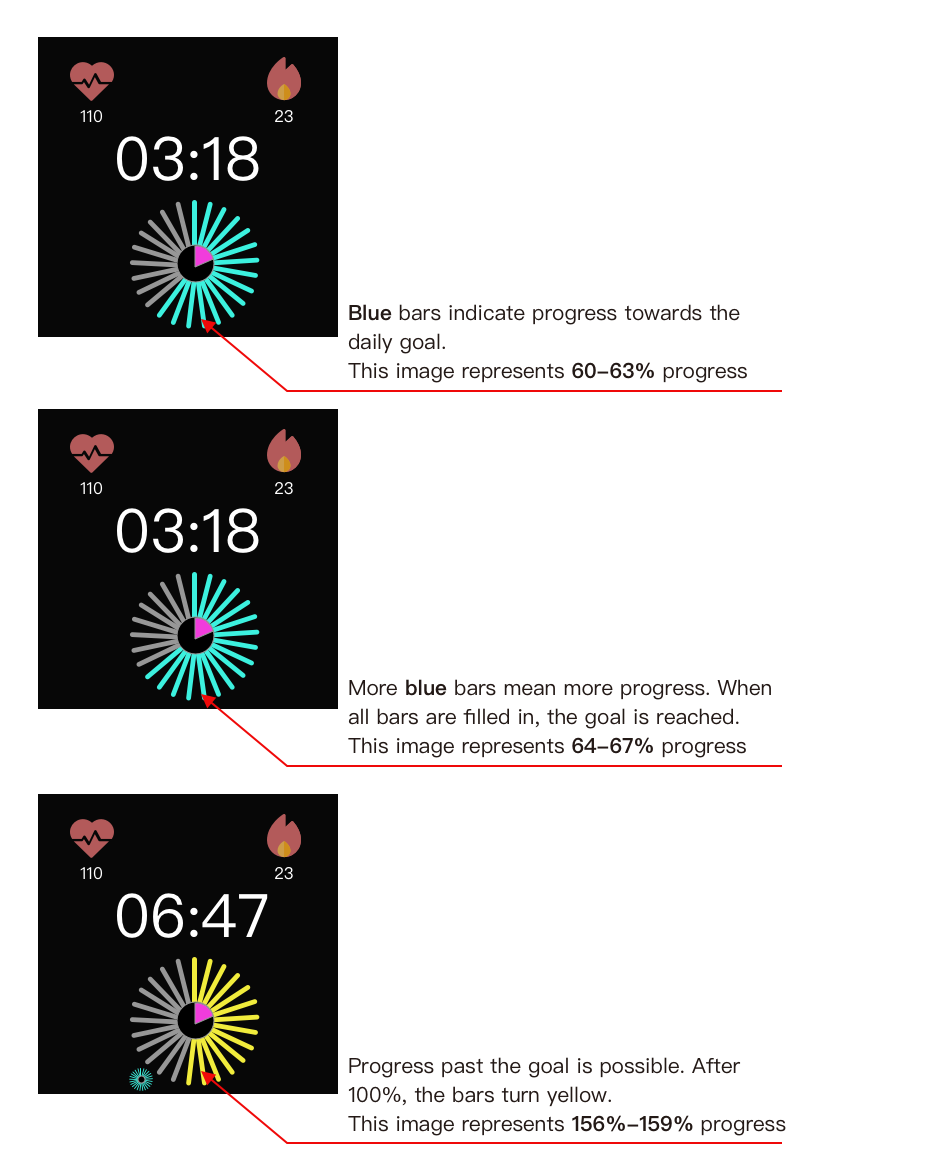 110
23
03:18
Blue bars indicate progress towards the
daily goal.
This image represents 60–63% progress
110
23
03:18
More blue bars mean more progress. When
all bars are filled in, the goal is reached.
This image represents 64–67% progress
110
23
06:47
Progress past the goal is possible. After
100%, the bars turn yellow.
This image represents 156%–159% progress